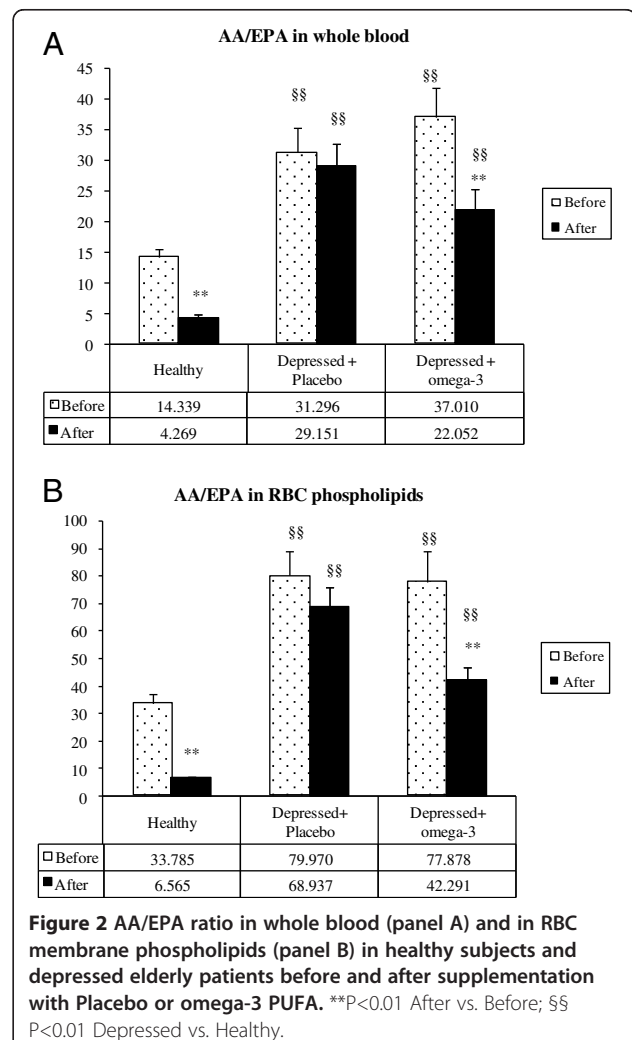 A
AA/EPA in whole blood
45
40
35
30
25
20
15
10
5
0
§§
§§
§§
§§
**
**
Before
After
Healthy
Depressed +
Placebo
Depressed +
omega-3
Before 14.339 31.296 37.010
After 4.269 29.151 22.052
B
AA/EPA in RBC phospholipids
100
90
80
70
60
50
40
30
20
10
0
§§
§§
§§
§§
**
**
Before
After
Healthy
Depressed+
Placebo
Depressed+
omega-3
Before 33.785 79.970 77.878
After 6.565 68.937 42.291
Figure 2 AA/EPA ratio in whole blood (panel A) and in RBC
membrane phospholipids (panel B) in healthy subjects and
depressed elderly patients before and after supplementation
with Placebo or omega-3 PUFA. **P<0.01 After vs. Before; §§
P<0.01 Depressed vs. Healthy.